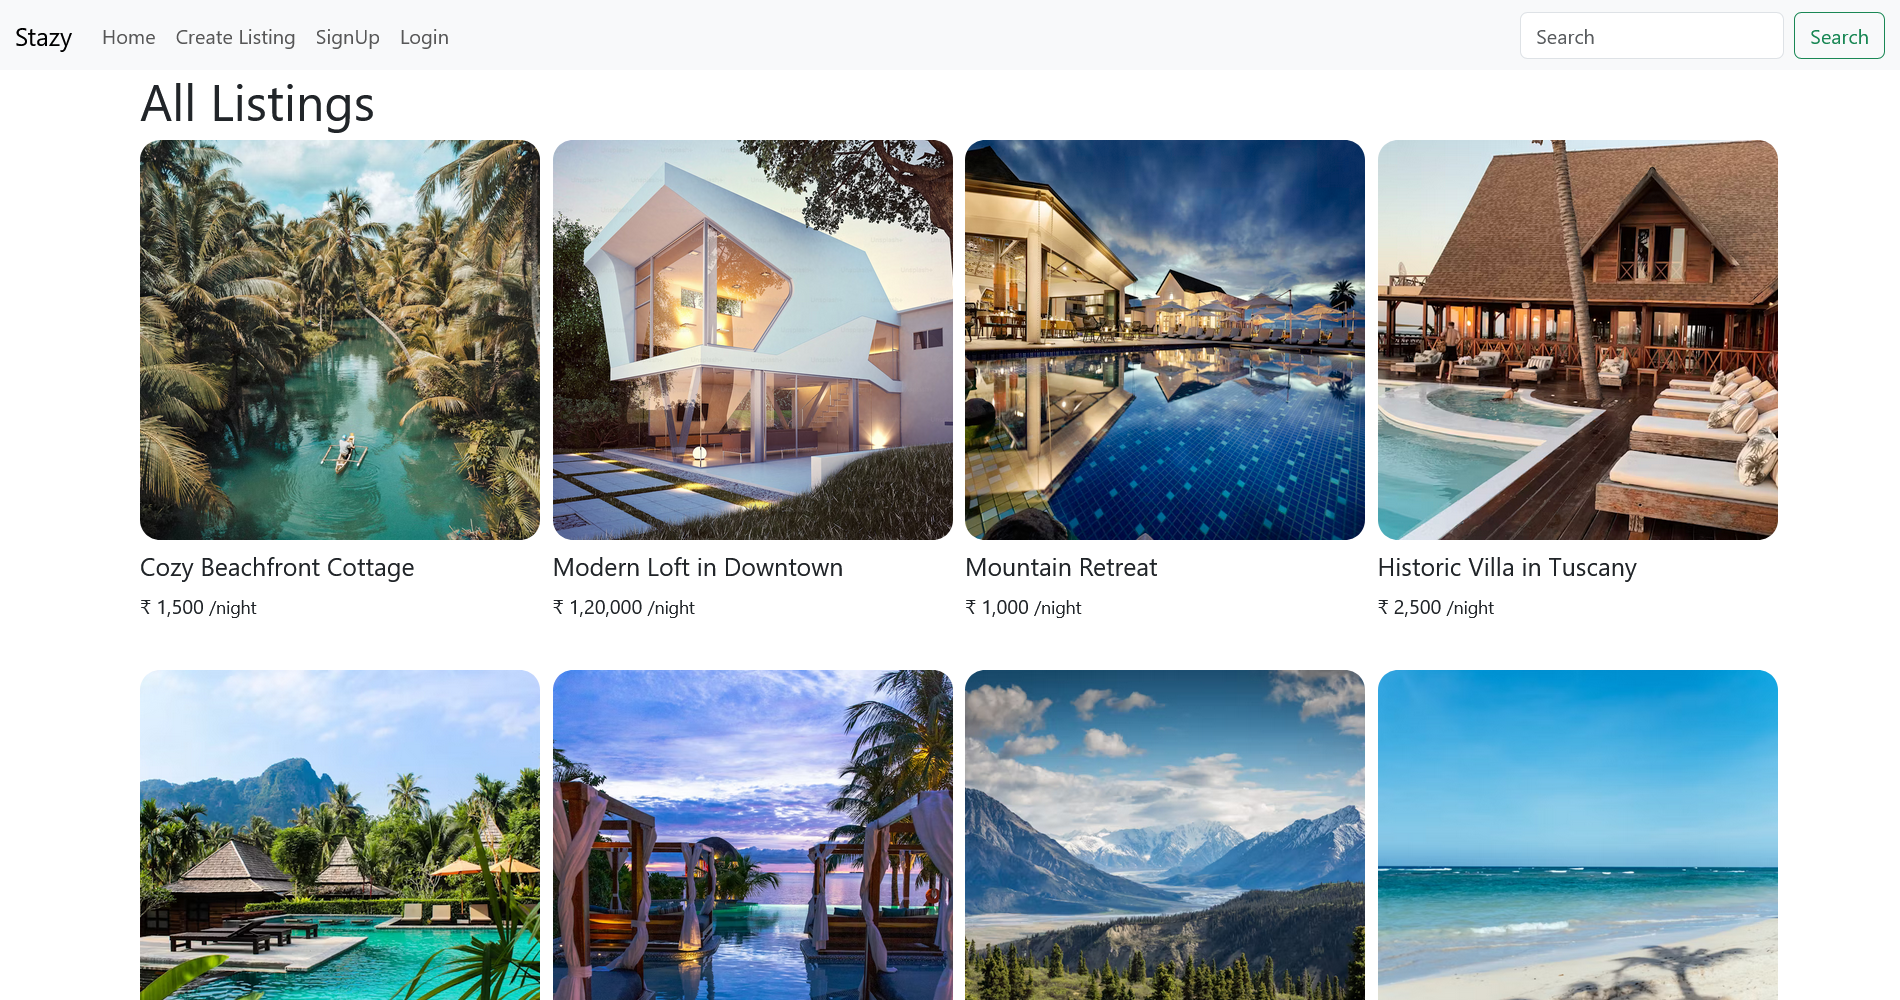 Stazy Home Create Listing SignUp Login Search Search
All Listings
Cozy Beachfront Cottage
₹ 1,500 /night
Modern Loft in Downtown
₹ 1,20,000 /night
Mountain Retreat
₹ 1,000 /night
Historic Villa in Tuscany
₹ 2,500 /night